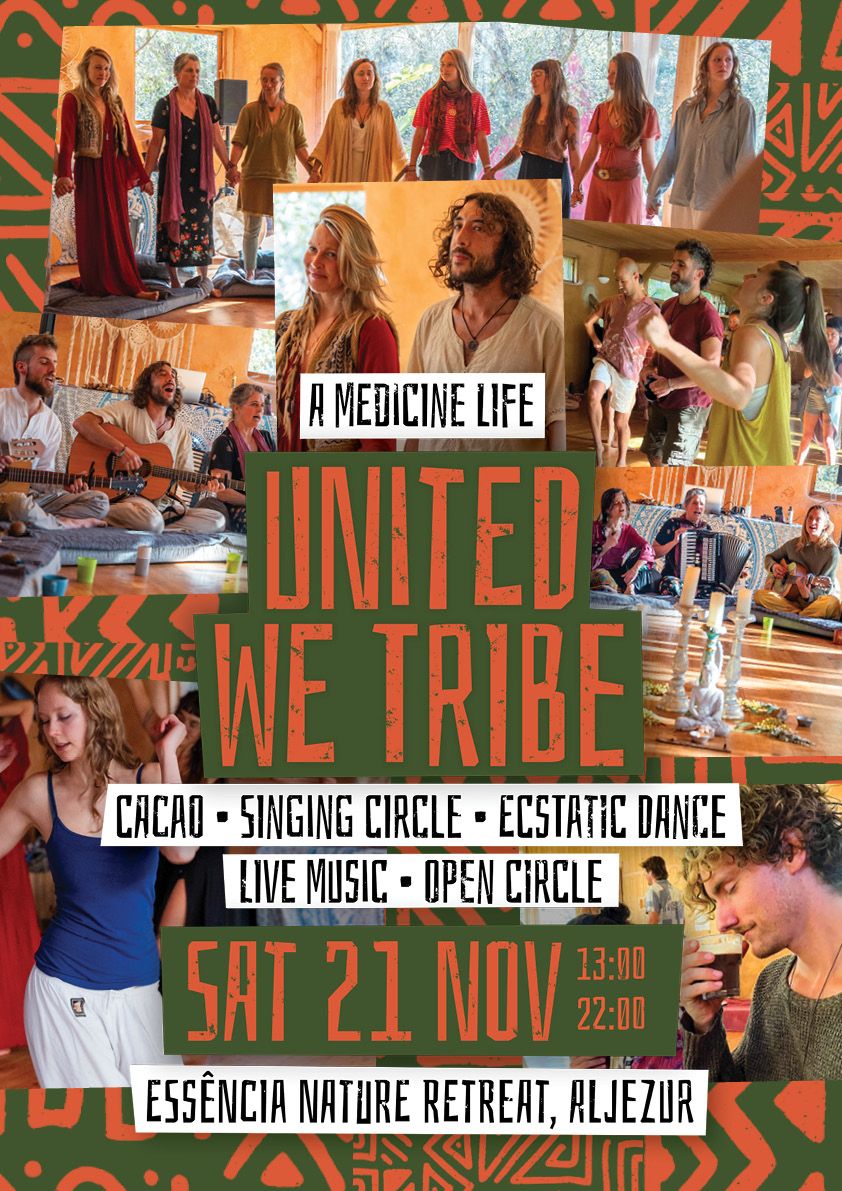 A MEDICINE LIFE
UNITED
WE TRIBE
CACAO • SINGING CIRCLE • ECSTATIC DANCE
LIVE MUSIC • OPEN CIRCLE
SAT 21 NOV
13:00
22:00
ESSÊNCIA NATURE RETREAT, ALJEZUR